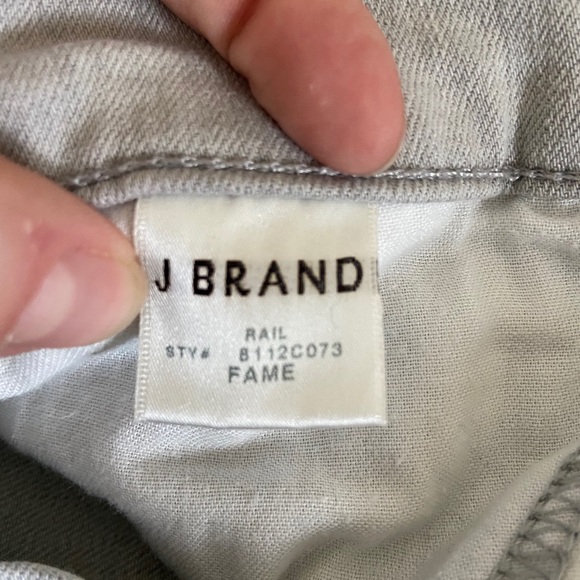 J BRAND
RAIL
STY# 8112C073
FAME